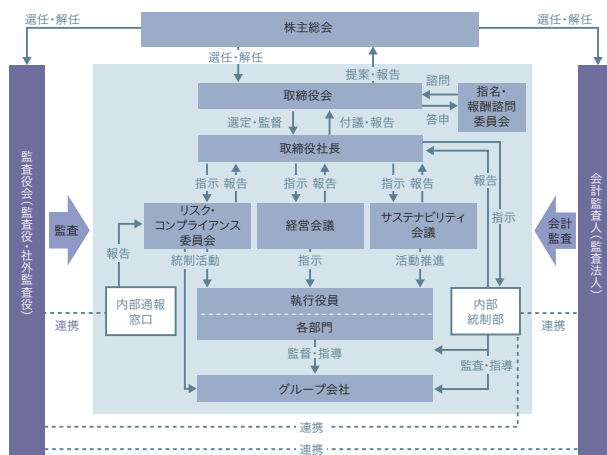 選任・解任
株主総会
選任・解任
選任・解任
提案・報告
取締役会
諮問
答申
指名・
報酬諮問
委員会
選定・監督
付議・報告
取締役社長
指示
報告
指示
報告
指示
報告
報告
指示
監査役会(監査役・社外監査役)
監査
リスク・
コンプライアンス
委員会
経営会議
サステナビリティ
会議
会計
監査
会計監査人(監査法人)
報告
統制活動
指示
活動推進
内部通報
窓口
執行役員
各部門
内部
統制部
連携
連携
監督・指導
監査・指導
グループ会社
連携
連携